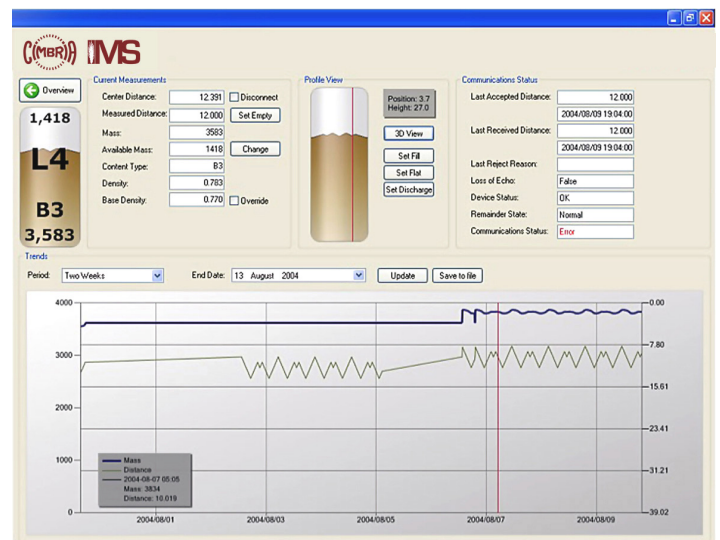 CIMBRIA IMS
Overview
1,418
L4
B3
3,583
Current Measurements
Center Distance: 12.391 Disconnect
Measured Distance: 12.000 Set Empty
Mass: 3583
Available Mass: 1418 Change
Content Type: B3
Density: 0.783
Base Density: 0.770 Override
Profile View
Position: 3.7
Height: 27.0
3D View
Set Fill
Set Flat
Set Discharge
Communications Status
Last Accepted Distance: 12.000
2004/08/09 19:04:00
Last Received Distance: 12.000
2004/08/09 19:04:00
Last Reject Reason:
Loss of Echo: False
Device Status: OK
Remainder State: Normal
Communications Status: Error
Trends
Period: Two Weeks End Date: 13 August 2004 Update Save to file
4000
3000
2000
1000
0
0.00
7.80
15.61
23.41
31.21
39.02
Mass
Distance
2004-08-07 05:05
Mass: 3834
Distance: 10.019
2004/08/01 2004/08/03 2004/08/05 2004/08/07 2004/08/09